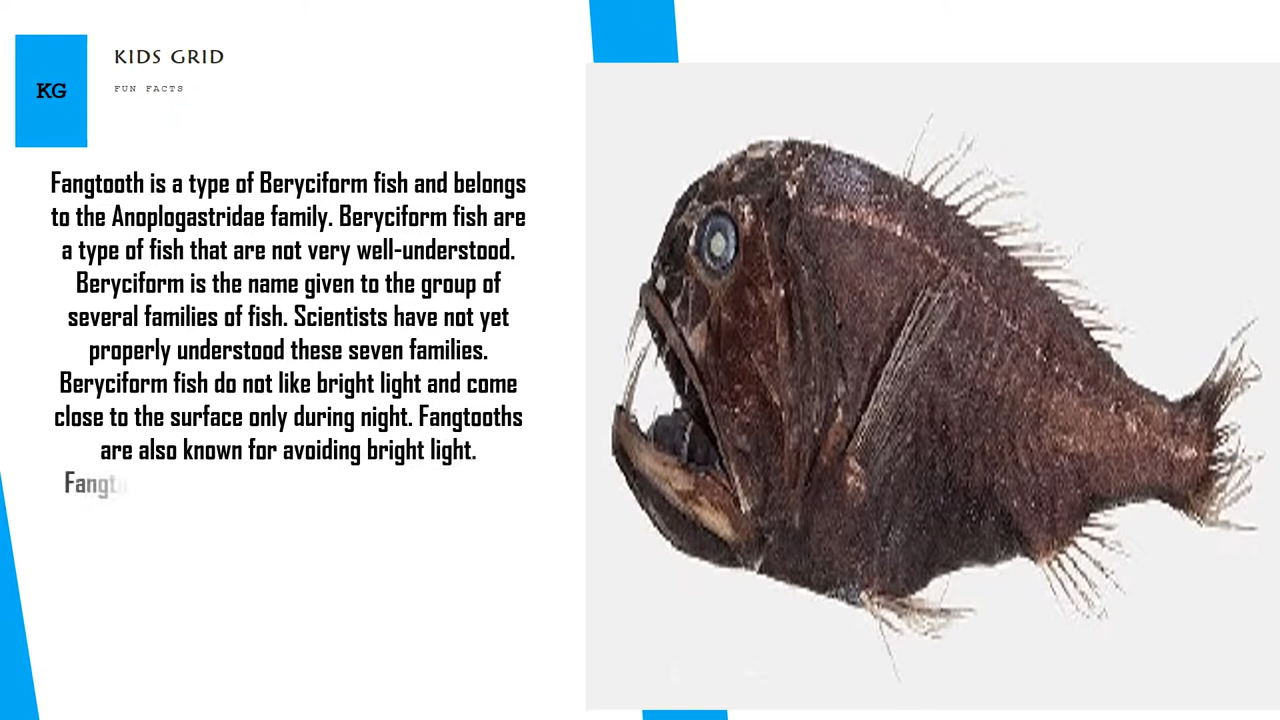 KG
KIDS GRID
FUN FACTS
Fangtooth is a type of Beryciform fish and belongs
to the Anoplogastridae family. Beryciform fish are
a type of fish that are not very well-understood.
Beryciform is the name given to the group of
several families of fish. Scientists have not yet
properly understood these seven families.
Beryciform fish do not like bright light and come
close to the surface only during night. Fangtooths
are also known for avoiding bright light.